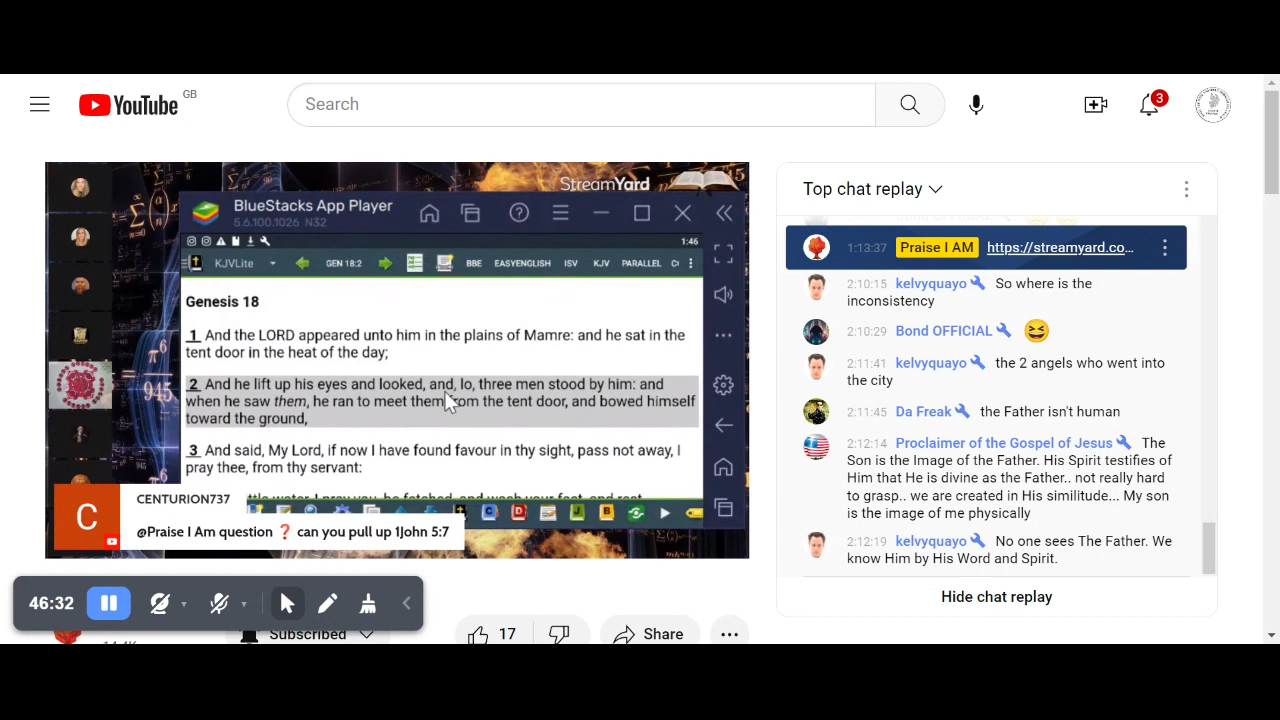 YouTube GB
Search
3
StreamYard
BlueStacks App Player
5.6.100.1026 N32
1:46
KJVLite GEN 18:2 BBE EASYENGLISH ISV KJV PARALLEL
Genesis 18
1 And the LORD appeared unto him in the plains of Mamre: and he sat in the
tent door in the heat of the day;
2 And he lift up his eyes and looked, and, lo, three men stood by him: and
when he saw them, he ran to meet them from the tent door, and bowed himself
toward the ground,
3 And said, My Lord, if now I have found favour in thy sight, pass not away, I
pray thee, from thy servant:
water, I pray you, be fetched, and wash your feet, and rest
C
CENTURION737
@Praise I Am question ❓ can you pull up 1John 5:7
46:32
Subscribed
17
Share
Top chat replay
1:13:37 Praise I AM https://streamyard.co...
2:10:15 kelvyquayo So where is the
inconsistency
2:10:29 Bond OFFICIAL 😆
2:11:41 kelvyquayo the 2 angels who went into
the city
2:11:45 Da Freak the Father isn't human
2:12:14 Proclaimer of the Gospel of Jesus The
Son is the Image of the Father. His Spirit testifies of
Him that He is divine as the Father.. not really hard
to grasp.. we are created in His similitude... My son
is the image of me physically
2:12:19 kelvyquayo No one sees The Father. We
know Him by His Word and Spirit.
Hide chat replay